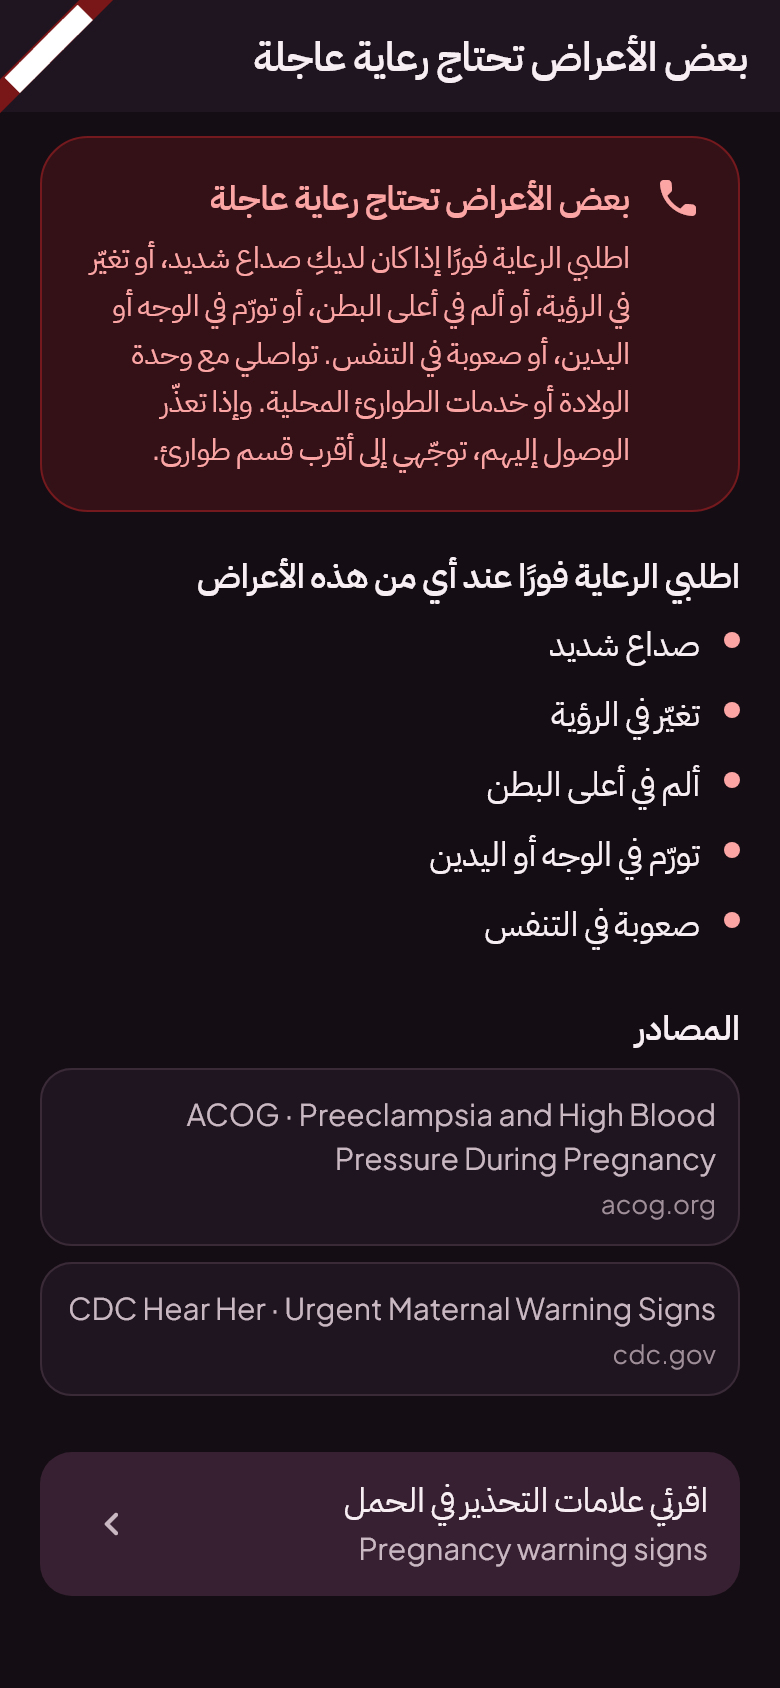 بعض الأعراض تحتاج رعاية عاجلة
بعض الأعراض تحتاج رعاية عاجلة
اطلبي الرعاية فورًا إذا كان لديكِ صداع شديد، أو تغيّر
في الرؤية، أو ألم في أعلى البطن، أو تورّم في الوجه أو
اليدين، أو صعوبة في التنفس. تواصلي مع وحدة
الولادة أو خدمات الطوارئ المحلية. وإذا تعذّر
الوصول إليهم، توجّهي إلى أقرب قسم طوارئ.
اطلبي الرعاية فورًا عند أي من هذه الأعراض
صداع شديد
تغيّر في الرؤية
ألم في أعلى البطن
تورّم في الوجه أو اليدين
صعوبة في التنفس
المصادر
ACOG · Preeclampsia and High Blood
Pressure During Pregnancy
acog.org
CDC Hear Her · Urgent Maternal Warning Signs
cdc.gov
اقرئي علامات التحذير في الحمل
Pregnancy warning signs